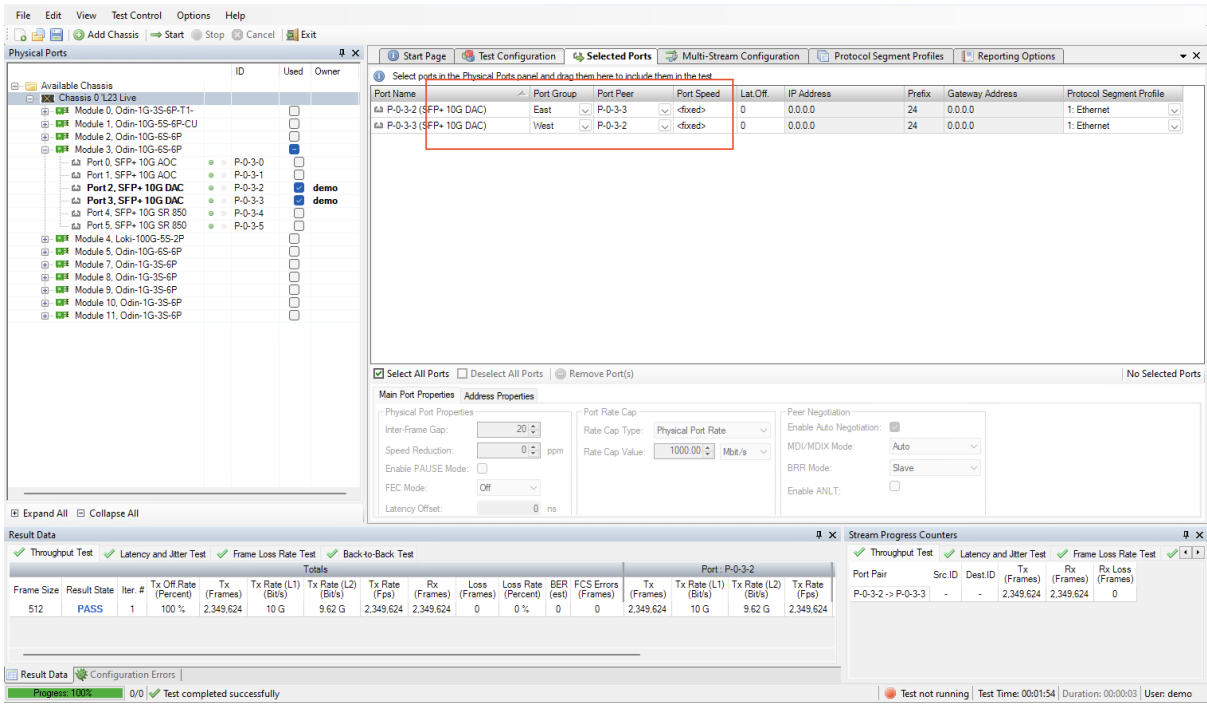 File Edit View Test Control Options Help
Add Chassis Start Stop Cancel Exit
Physical Ports
ID Used Owner
Available Chassis
Chassis 0 'L23 Live
Module 0, Odin-1G-3S-6P-T1-
Module 1, Odin-10G-5S-6P-CU
Module 2, Odin-10G-6S-6P
Module 3, Odin-10G-6S-6P
Port 0, SFP+ 10G AOC P-0-3-0
Port 1, SFP+ 10G AOC P-0-3-1
Port 2, SFP+ 10G DAC P-0-3-2 demo
Port 3, SFP+ 10G DAC P-0-3-3 demo
Port 4, SFP+ 10G SR 850 P-0-3-4
Port 5, SFP+ 10G SR 850 P-0-3-5
Module 4, Loki-100G-5S-2P
Module 5, Odin-10G-6S-6P
Module 7, Odin-1G-3S-6P
Module 8, Odin-1G-3S-6P
Module 9, Odin-1G-3S-6P
Module 10, Odin-1G-3S-6P
Module 11, Odin-1G-3S-6P
Expand All Collapse All
Start Page Test Configuration Selected Ports Multi-Stream Configuration Protocol Segment Profiles Reporting Options
Select ports in the Physical Ports panel and drag them here to include them in the test
Port Name Port Group Port Peer Port Speed Lat.Off. IP Address Prefix Gateway Address Protocol Segment Profile
P-0-3-2 (SFP+ 10G DAC) East P-0-3-3 <fixed> 0 0.0.0.0 24 0.0.0.0 1: Ethernet
P-0-3-3 (SFP+ 10G DAC) West P-0-3-2 <fixed> 0 0.0.0.0 24 0.0.0.0 1: Ethernet
Select All Ports Deselect All Ports Remove Port(s) No Selected Ports
Main Port Properties Address Properties
Physical Port Properties
Inter-Frame Gap: 20
Speed Reduction: 0 ppm
Enable PAUSE Mode:
FEC Mode: Off
Latency Offset: 0 ns
Port Rate Cap
Rate Cap Type: Physical Port Rate
Rate Cap Value: 1000.00 Mbit/s
Peer Negotiation
Enable Auto Negotiation:
MDI/MDIX Mode: Auto
BRR Mode: Slave
Enable ANLT:
Result Data
Throughput Test Latency and Jitter Test Frame Loss Rate Test Back-to-Back Test
Totals Port : P-0-3-2
Frame Size Result State Iter. # Tx Off.Rate (Percent) Tx (Frames) Tx Rate (L1) (Bit/s) Tx Rate (L2) (Bit/s) Tx Rate (Fps) Rx (Frames) Loss (Frames) Loss Rate (Percent) BER (est) FCS Errors (Frames) Tx (Frames) Tx Rate (L1) (Bit/s) Tx Rate (L2) (Bit/s) Tx Rate (Fps)
512 PASS 1 100 % 2,349,624 10 G 9.62 G 2,349,624 2,349,624 0 0 % 0 0 2,349,624 10 G 9.62 G 2,349,624
Stream Progress Counters
Throughput Test Latency and Jitter Test Frame Loss Rate Test
Port Pair Src.ID Dest.ID Tx (Frames) Rx (Frames) Rx Loss (Frames)
P-0-3-2 -> P-0-3-3 - - 2,349,624 2,349,624 0
Result Data Configuration Errors
Progress: 100% 0/0 Test completed successfully Test not running Test Time: 00:01:54 Duration: 00:00:03 User: demo